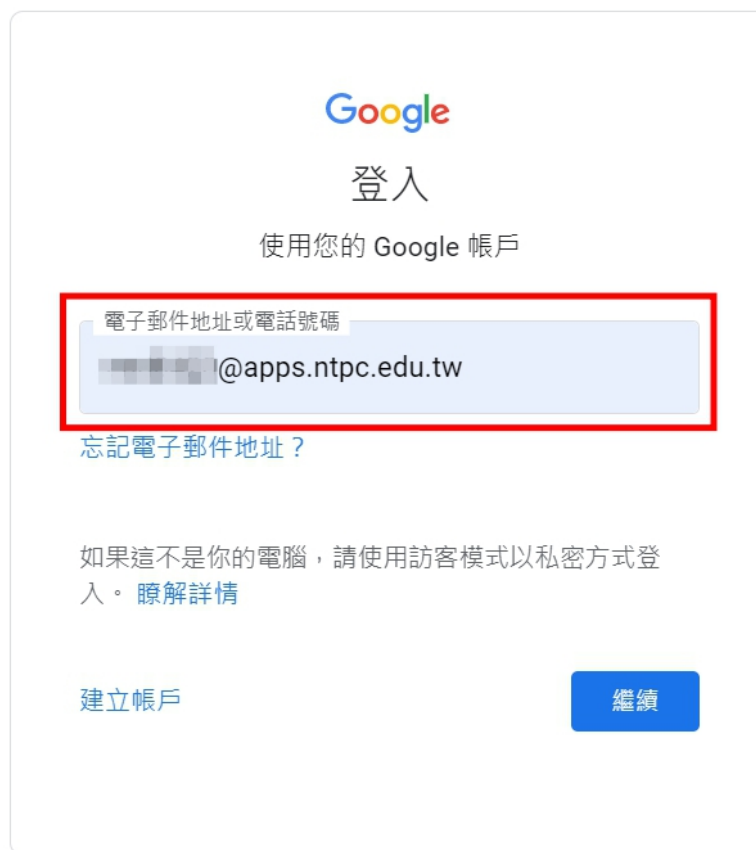 Google
登入
使用您的 Google 帳戶
電子郵件地址或電話號碼
@apps.ntpc.edu.tw
忘記電子郵件地址？
如果這不是你的電腦，請使用訪客模式以私密方式登
入。瞭解詳情
建立帳戶
繼續